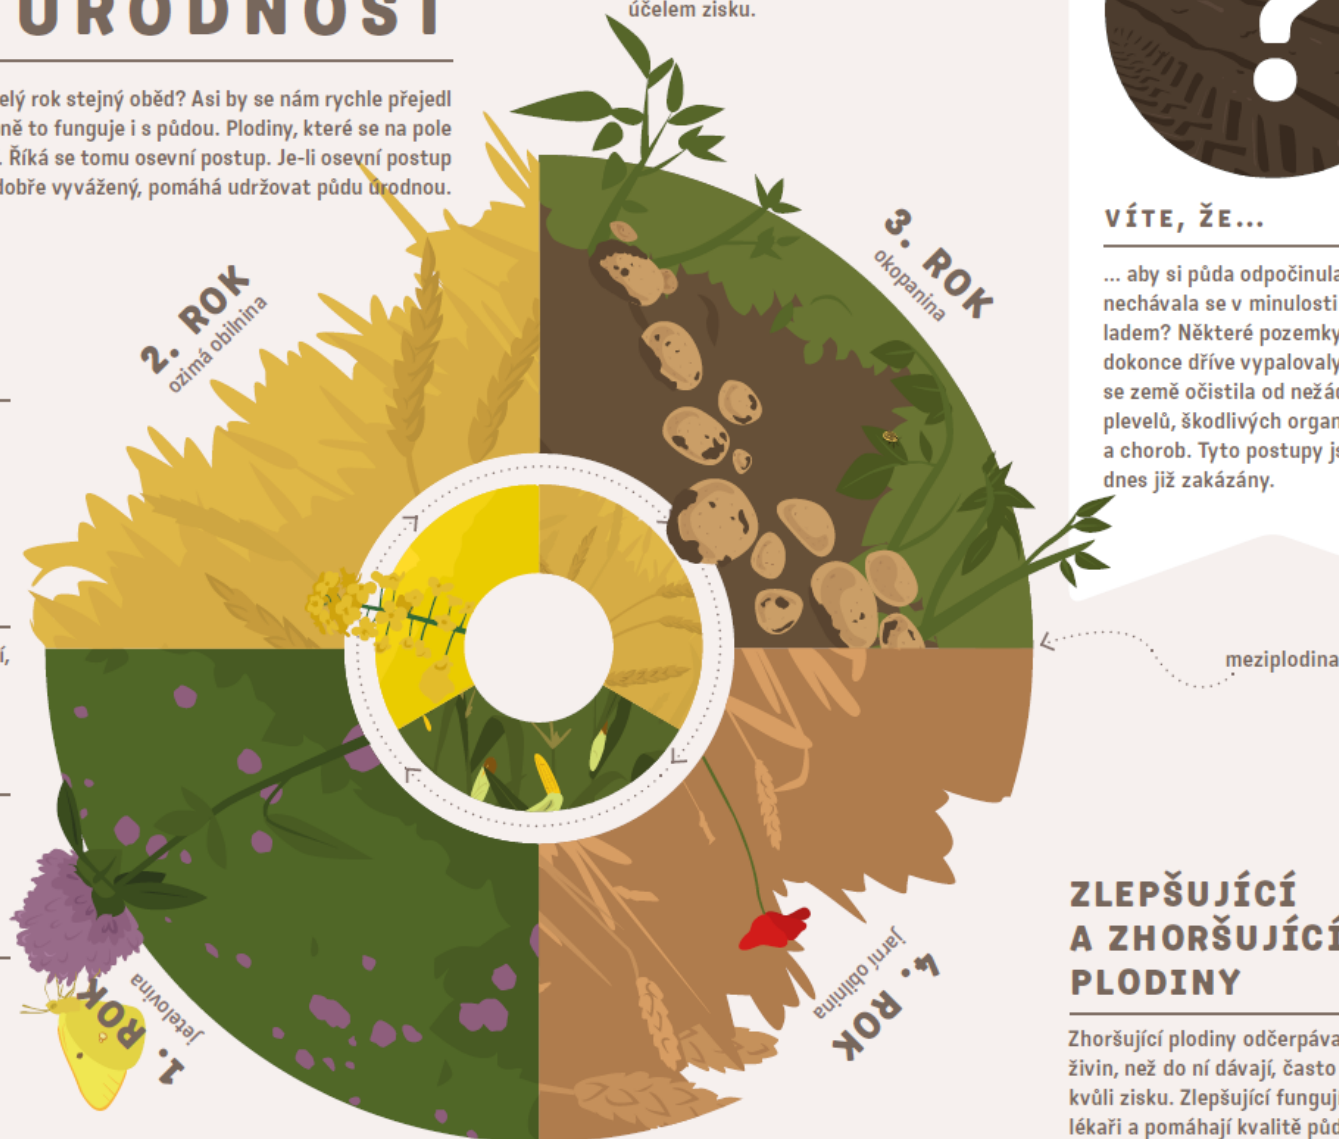 ÚRODNOST
účelem zisku.
elý rok stejný oběd? Asi by se nám rychle přejedl
ně to funguje i s půdou. Plodiny, které se na pole
. Říká se tomu osevní postup. Je-li osevní postup
dobře vyvážený, pomáhá udržovat půdu úrodnou.
?
VÍTE, ŽE...
... aby si půda odpočinula
nechávala se v minulosti
ladem? Některé pozemky
dokonce dříve vypalovaly
se země očistila od nežád
plevelů, škodlivých organ
a chorob. Tyto postupy js
dnes již zakázány.
2. ROK
ozimá obilnina
3. ROK
okopanina
í,
meziplodina
1. ROK
jetelovina
4. ROK
jarní obilnina
ZLEPŠUJÍCÍ
A ZHORŠUJÍCÍ
PLODINY
Zhoršující plodiny odčerpáva
živin, než do ní dávají, často
kvůli zisku. Zlepšující fungují
lékaři a pomáhají kvalitě půd